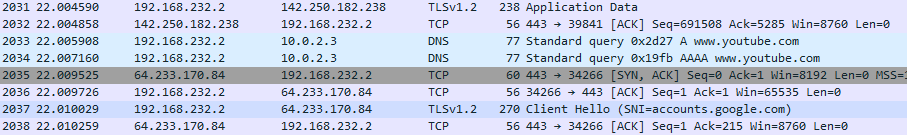 2031 22.004590 192.168.232.2 142.250.182.238 TLSv1.2 238 Application Data
2032 22.004858 142.250.182.238 192.168.232.2 TCP 56 443 → 39841 [ACK] Seq=691508 Ack=5285 Win=8760 Len=0
2033 22.005908 192.168.232.2 10.0.2.3 DNS 77 Standard query 0x2d27 A www.youtube.com
2034 22.007160 192.168.232.2 10.0.2.3 DNS 77 Standard query 0x19fb AAAA www.youtube.com
2035 22.009525 64.233.170.84 192.168.232.2 TCP 60 443 → 34266 [SYN, ACK] Seq=0 Ack=1 Win=8192 Len=0 MSS=1
2036 22.009726 192.168.232.2 64.233.170.84 TCP 56 34266 → 443 [ACK] Seq=1 Ack=1 Win=65535 Len=0
2037 22.010029 192.168.232.2 64.233.170.84 TLSv1.2 270 Client Hello (SNI=accounts.google.com)
2038 22.010259 64.233.170.84 192.168.232.2 TCP 56 443 → 34266 [ACK] Seq=1 Ack=215 Win=8760 Len=0